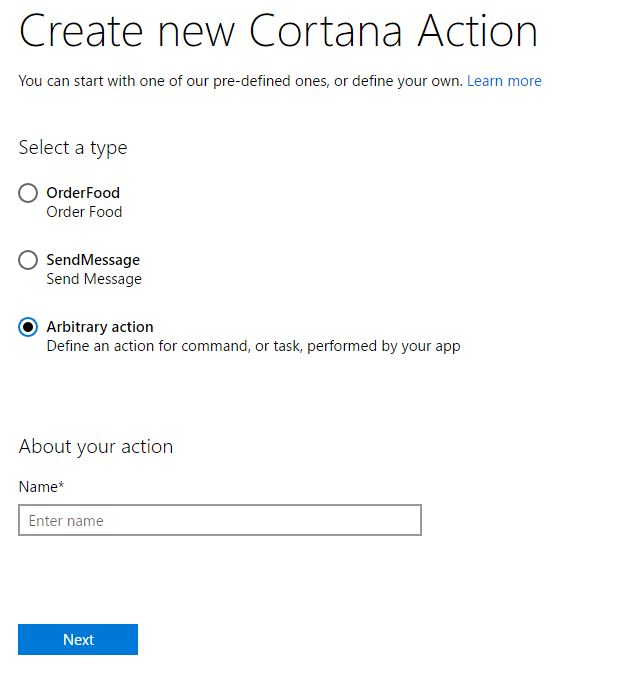 Create new Cortana Action
You can start with one of our pre-defined ones, or define your own. Learn more
Select a type
OrderFood
Order Food
SendMessage
Send Message
Arbitrary action
Define an action for command, or task, performed by your app
About your action
Name*
Enter name
Next